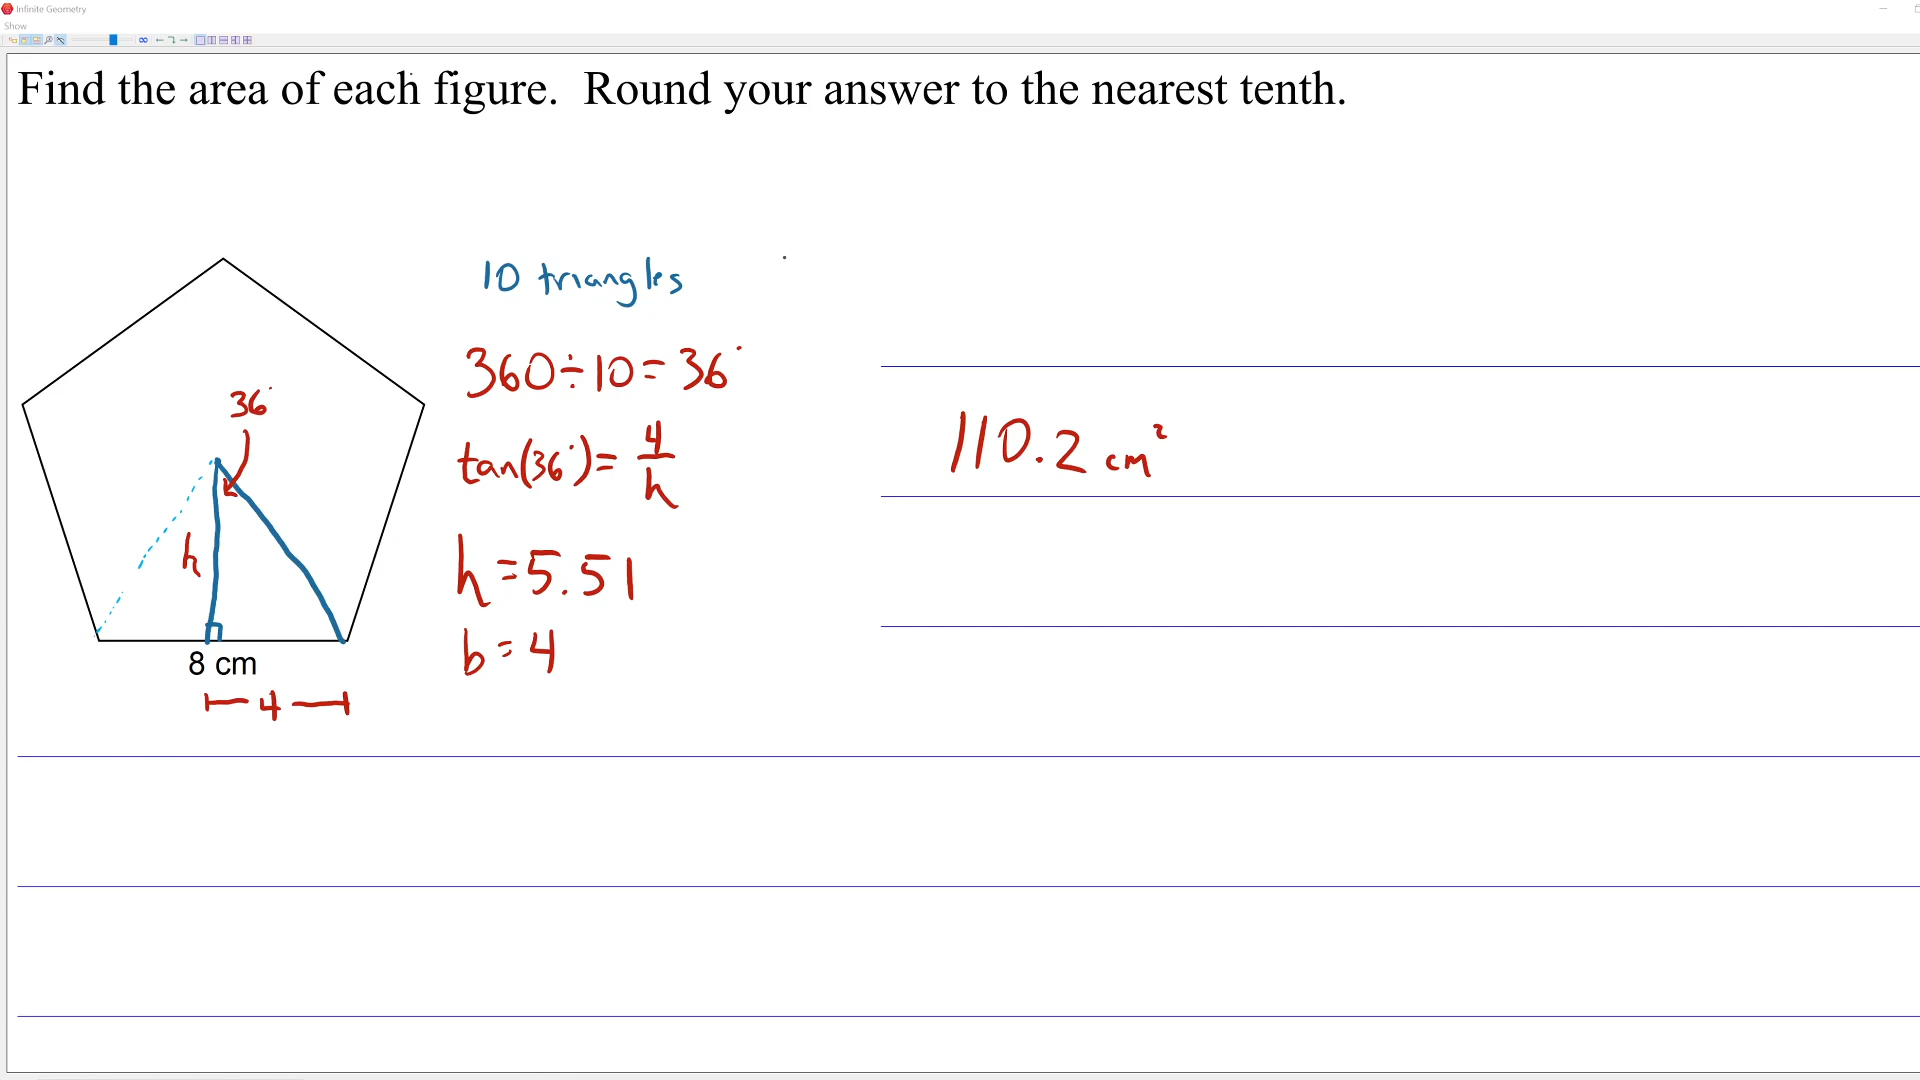 Infinite Geometry
Show
Find the area of each figure. Round your answer to the nearest tenth.
10 triangles
360÷10=36°
36°
tan(36°)=4/h
110.2 cm²
h
h=5.51
b=4
8 cm
4